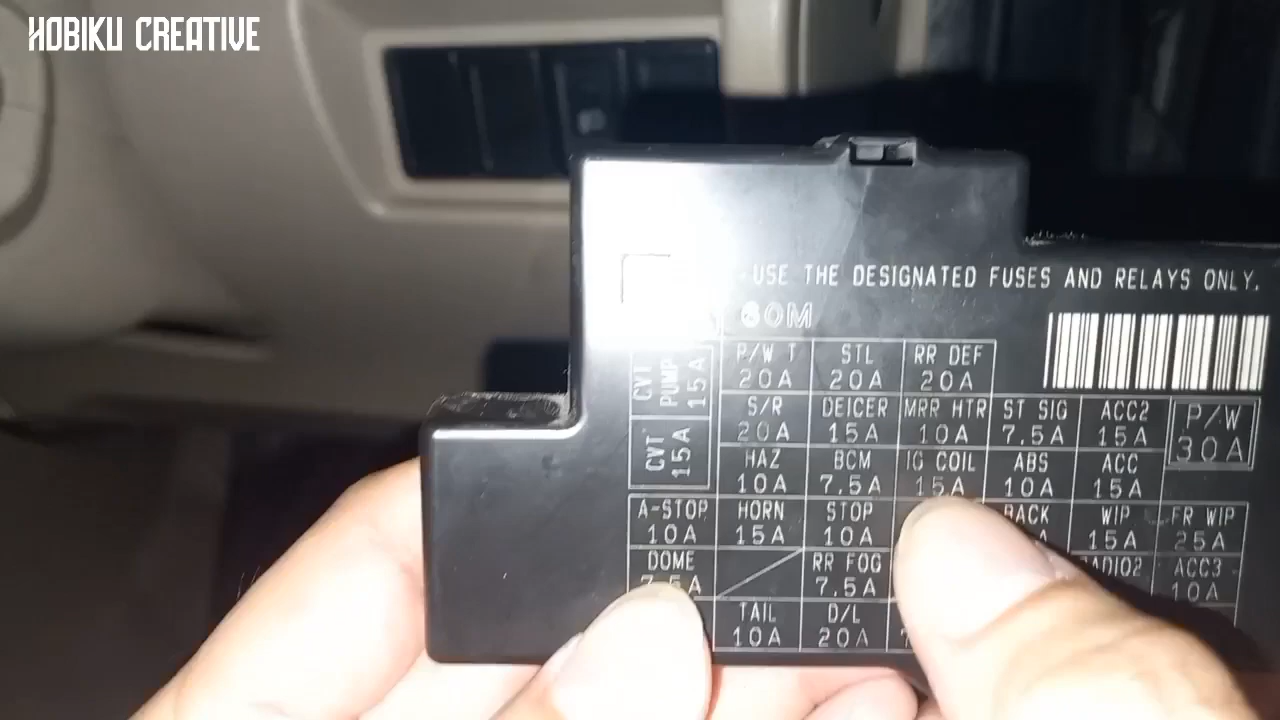 HOBIKU CREATIVE
-USE THE DESIGNATED FUSES AND RELAYS ONLY.
60M
CVT PUMP 15A
P/W T 20A
STL 20A
RR DEF 20A
S/R 20A
DEICER 15A
MRR HTR 10A
ST SIG 7.5A
ACC2 15A
P/W 30A
CVT 15A
HAZ 10A
BCM 7.5A
IG COIL 15A
ABS 10A
ACC 15A
A-STOP 10A
HORN 15A
STOP 10A
BACK
WIP 15A
FR WIP 25A
DOME 7.5A
RR FOG 7.5A
RADIO2
ACC3 10A
TAIL 10A
D/L 20A